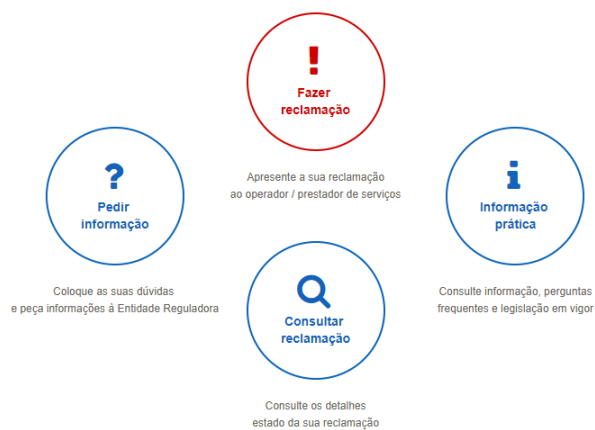 Fazer
reclamação
Apresente a sua reclamação
ao operador / prestador de serviços
Pedir
informação
Coloque as suas dúvidas
e peça informações á Entidade Reguladora
Informação
prática
Consulte informação, perguntas
frequentes e legislação em vigor
Consultar
reclamação
Consulte os detalhes
estado da sua reclamação